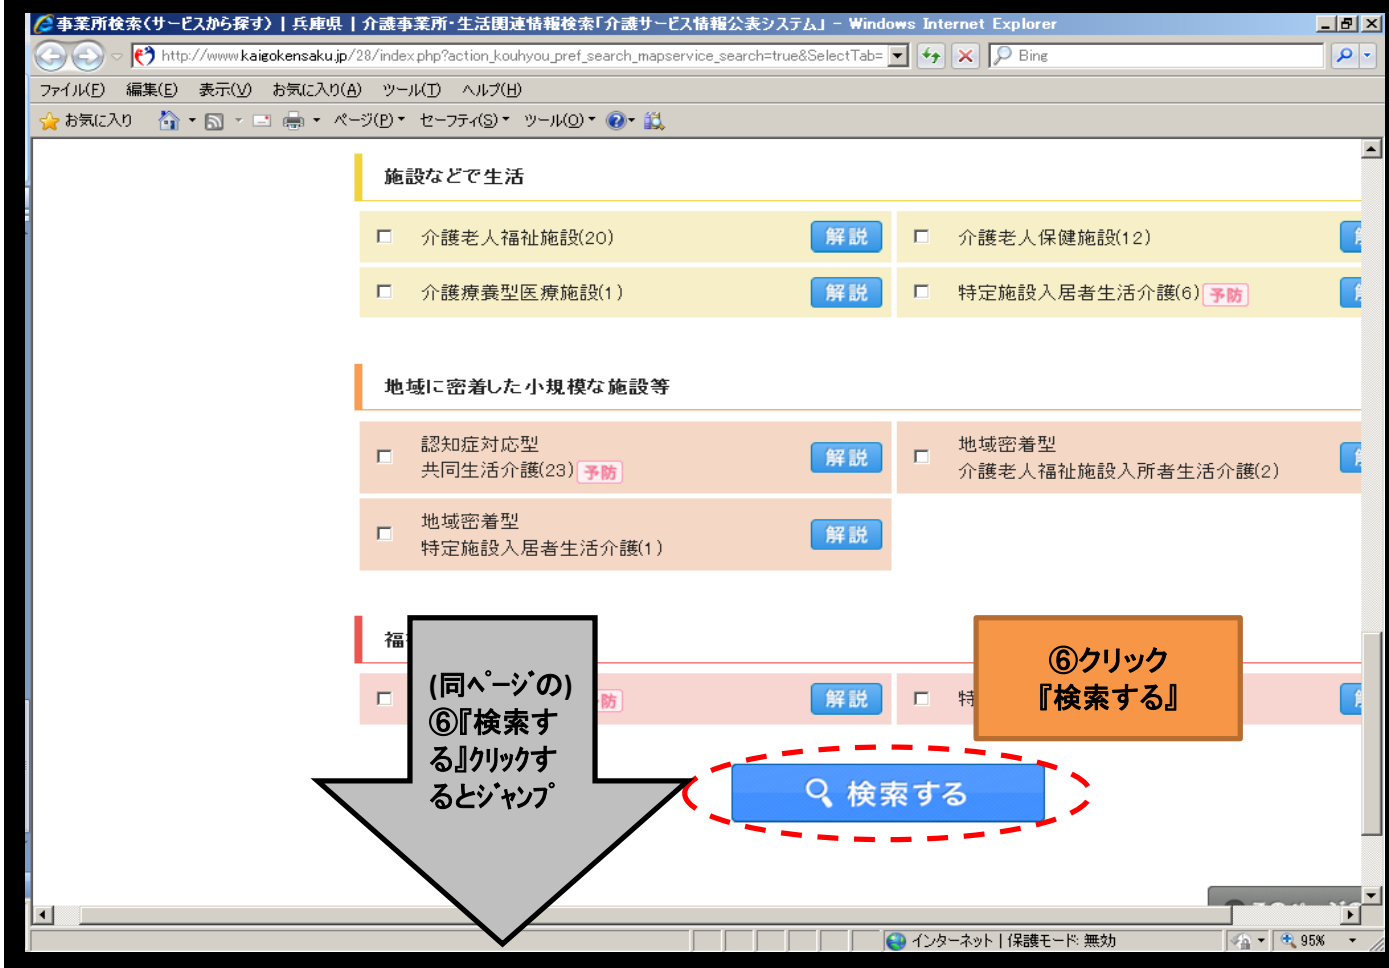 事業所検索(サービスから探す) | 兵庫県 | 介護事業所･生活関連情報検索｢介護サービス情報公表システム｣ - Windows Internet Explorer
http://www.kaigokensaku.jp/28/index.php?action_kouhyou_pref_search_mapservice_search=true&SelectTab=
Bing
ファイル(F) 編集(E) 表示(V) お気に入り(A) ツール(T) ヘルプ(H)
お気に入り ページ(P) セーフティ(S) ツール(O)
施設などで生活
介護老人福祉施設(20) 解説 介護老人保健施設(12)
介護療養型医療施設(1) 解説 特定施設入居者生活介護(6) 予防
地域に密着した小規模な施設等
認知症対応型
共同生活介護(23) 予防 解説
地域密着型
介護老人福祉施設入所者生活介護(2)
地域密着型
特定施設入居者生活介護(1) 解説
福
防 解説 特
(同ページの)
⑥『検索す
る』クリックす
るとジャンプ
⑥クリック
『検索する』
検索する
インターネット | 保護モード: 無効 95%